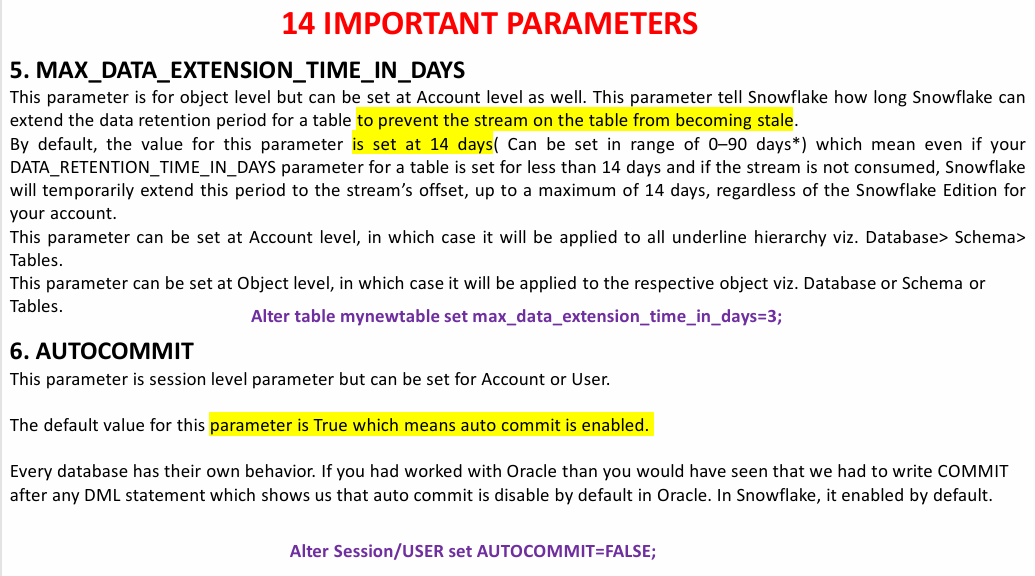 14 IMPORTANT PARAMETERS
5. MAX_DATA_EXTENSION_TIME_IN_DAYS
This parameter is for object level but can be set at Account level as well. This parameter tell Snowflake how long Snowflake can
extend the data retention period for a table to prevent the stream on the table from becoming stale.
By default, the value for this parameter is set at 14 days( Can be set in range of 0–90 days*) which mean even if your
DATA_RETENTION_TIME_IN_DAYS parameter for a table is set for less than 14 days and if the stream is not consumed, Snowflake
will temporarily extend this period to the stream’s offset, up to a maximum of 14 days, regardless of the Snowflake Edition for
your account.
This parameter can be set at Account level, in which case it will be applied to all underline hierarchy viz. Database> Schema>
Tables.
This parameter can be set at Object level, in which case it will be applied to the respective object viz. Database or Schema or
Tables.
Alter table mynewtable set max_data_extension_time_in_days=3;
6. AUTOCOMMIT
This parameter is session level parameter but can be set for Account or User.
The default value for this parameter is True which means auto commit is enabled.
Every database has their own behavior. If you had worked with Oracle than you would have seen that we had to write COMMIT
after any DML statement which shows us that auto commit is disable by default in Oracle. In Snowflake, it enabled by default.
Alter Session/USER set AUTOCOMMIT=FALSE;